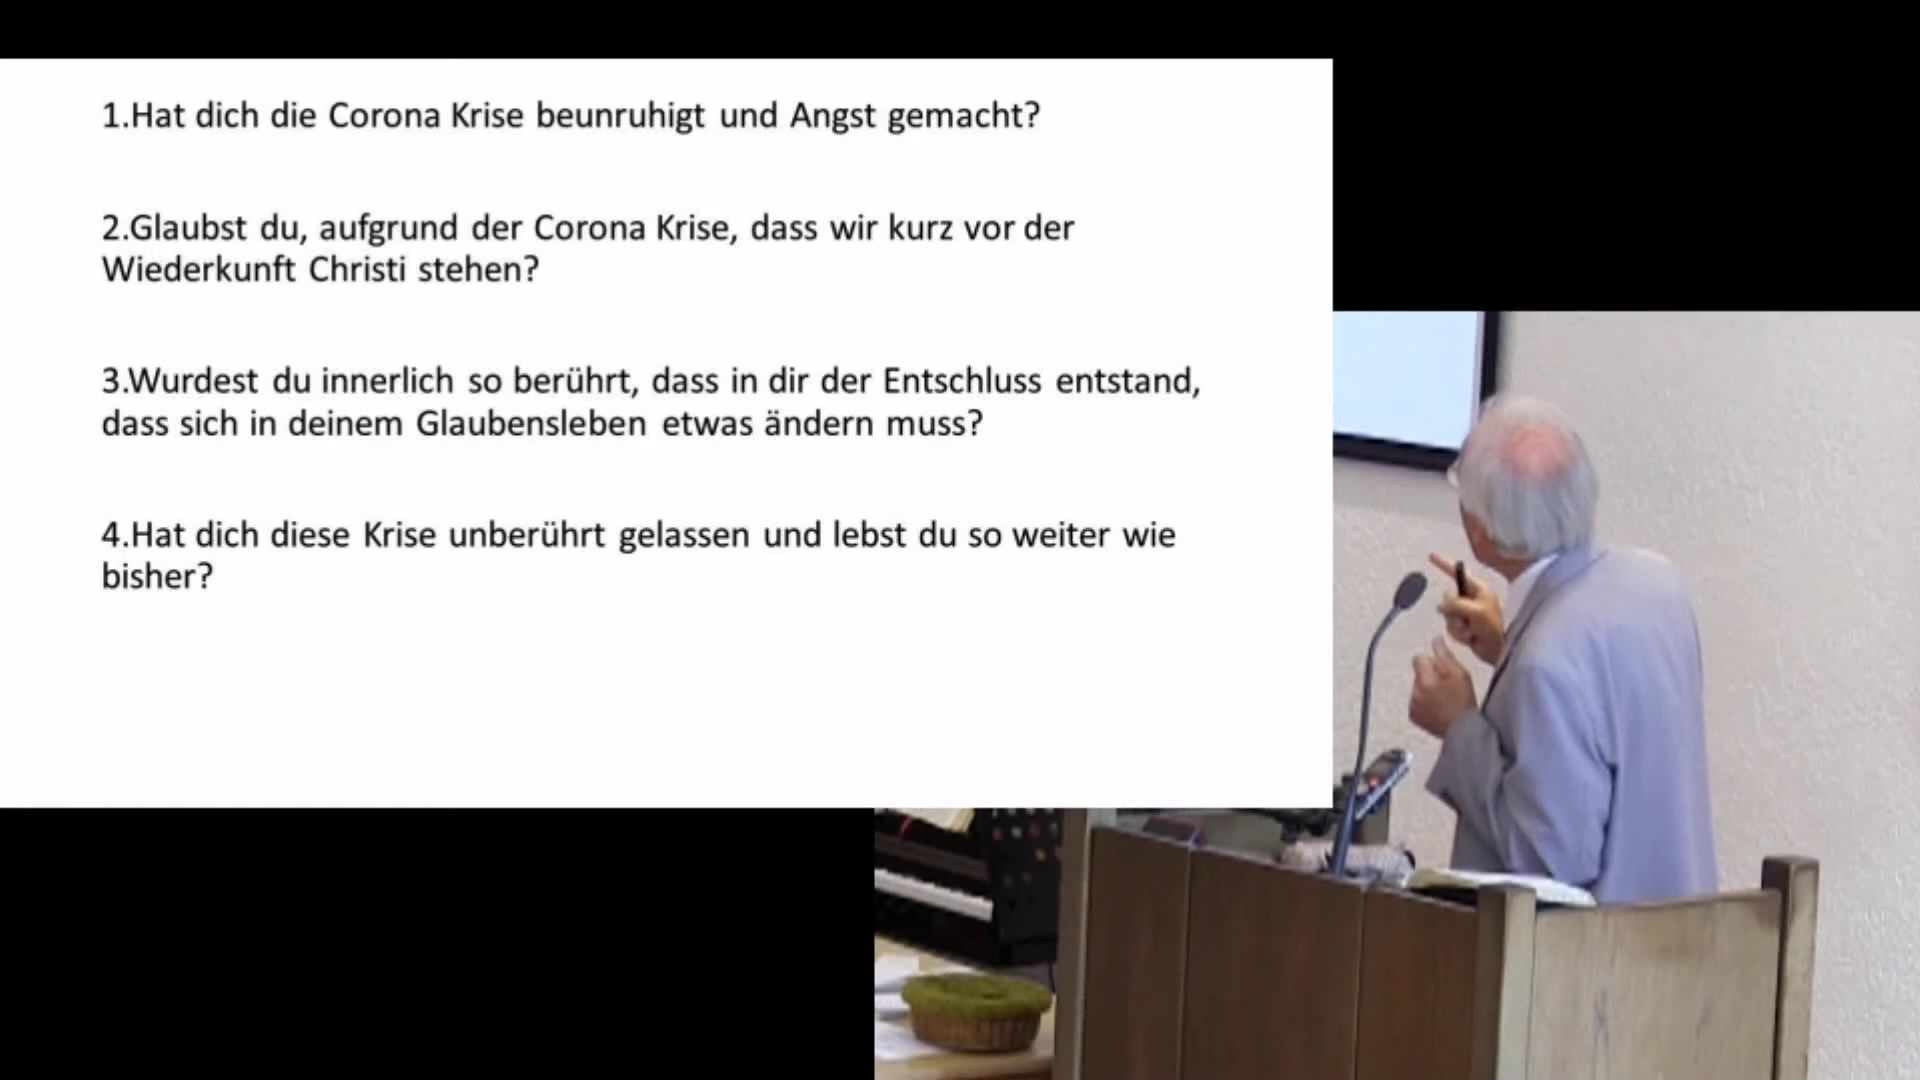 1.Hat dich die Corona Krise beunruhigt und Angst gemacht?
2.Glaubst du, aufgrund der Corona Krise, dass wir kurz vor der
Wiederkunft Christi stehen?
3.Wurdest du innerlich so berührt, dass in dir der Entschluss entstand,
dass sich in deinem Glaubensleben etwas ändern muss?
4.Hat dich diese Krise unberührt gelassen und lebst du so weiter wie
bisher?